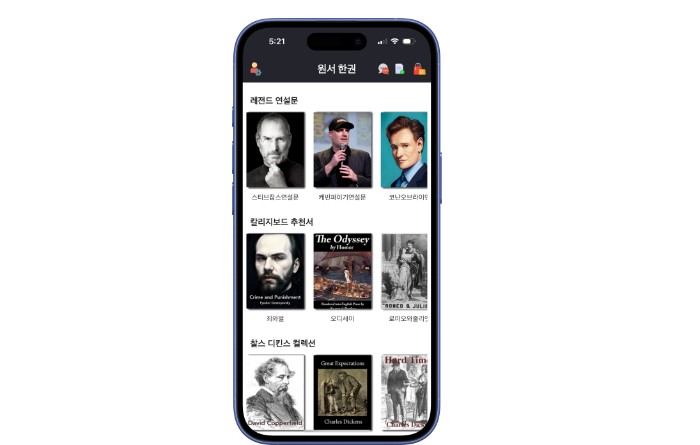 5:21
원서 한권
레전드 연설문
스티브잡스연설문
케빈파이기연설문
코난오브라이언
칼리지보드 추천서
Crime and Punishment
Fyodor Dostoyevsky
The Odyssey
by Homer
ROMEO & JULIE
죄와벌
오디세이
로미오와줄리엣
찰스 디킨스 컬렉션
David Copperfield
Great Expectations
Charles Dickens
Hard Tim
Charles Dick